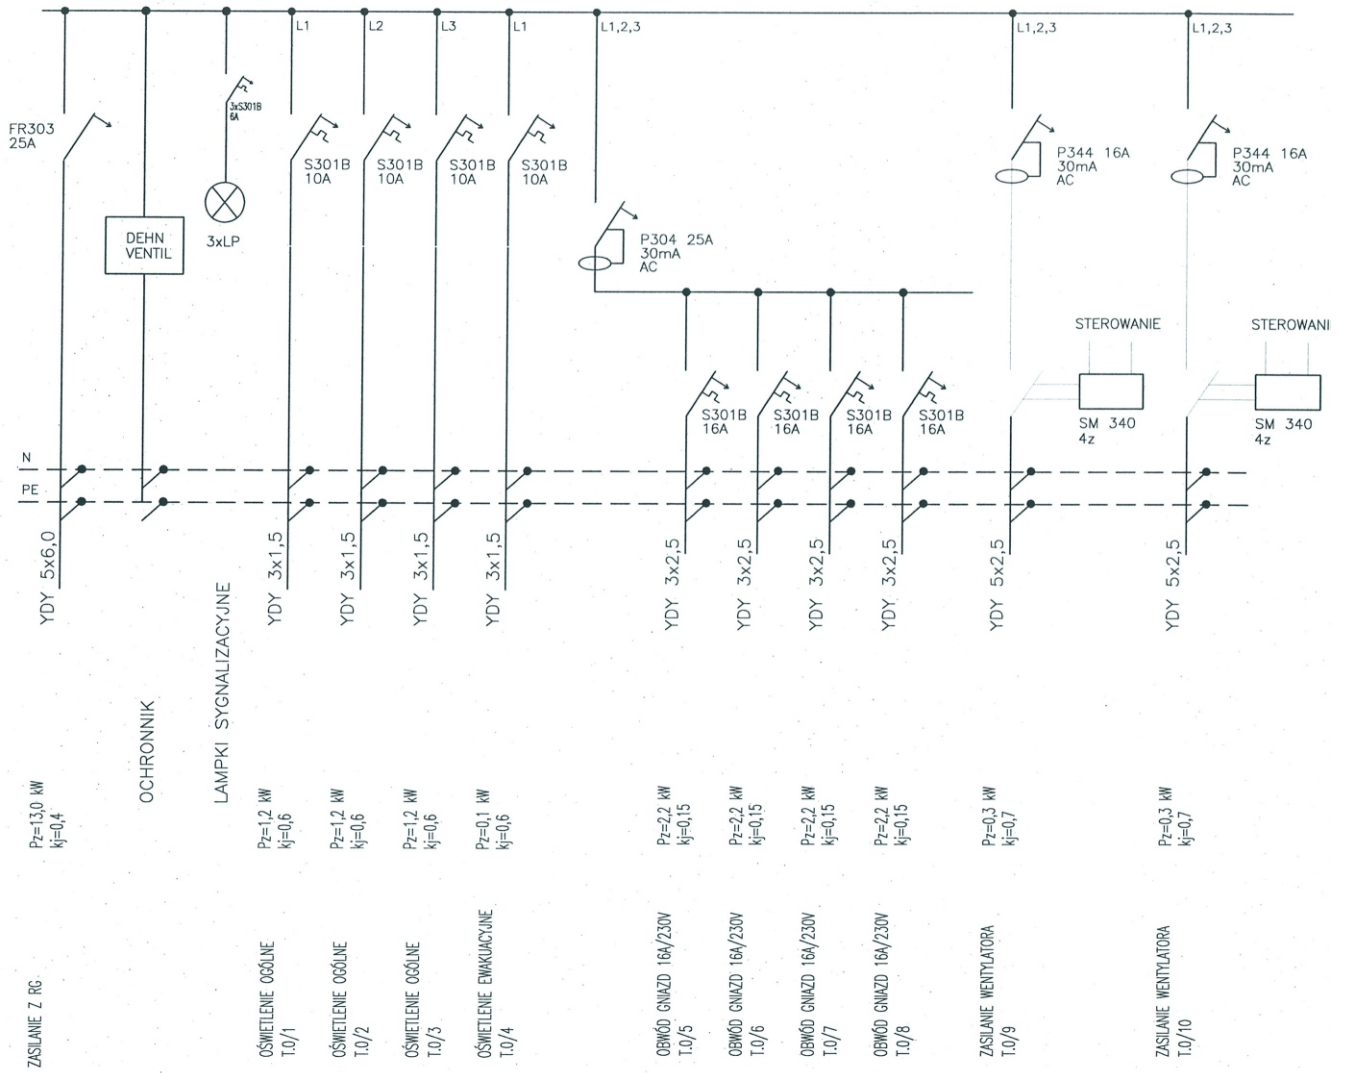 L1
L2
L3
L1
L1,2,3
L1,2,3
L1,2,3
FR303
25A
3xS301B
6A
S301B
10A
S301B
10A
S301B
10A
S301B
10A
P344 16A
30mA
AC
P344 16A
30mA
AC
DEHN
VENTIL
3xLP
P304 25A
30mA
AC
STEROWANIE
STEROWANI
S301B
16A
S301B
16A
S301B
16A
S301B
16A
SM 340
4z
SM 340
4z
N
PE
YDY 5x6,0
YDY 3x1,5
YDY 3x1,5
YDY 3x1,5
YDY 3x1,5
YDY 3x2,5
YDY 3x2,5
YDY 3x2,5
YDY 3x2,5
YDY 5x2,5
YDY 5x2,5
OCHRONNIK
LAMPKI SYGNALIZACYJNE
Pz=13,0 kW
kj=0,4
Pz=1,2 kW
kj=0,6
Pz=1,2 kW
kj=0,6
Pz=1,2 kW
kj=0,6
Pz=0,1 kW
kj=0,6
Pz=2,2 kW
kj=0,15
Pz=2,2 kW
kj=0,15
Pz=2,2 kW
kj=0,15
Pz=2,2 kW
kj=0,15
Pz=0,3 kW
kj=0,7
Pz=0,3 kW
kj=0,7
ZASILANIE Z RG
OŚWIETLENIE OGÓLNE
T.0/1
OŚWIETLENIE OGÓLNE
T.0/2
OŚWIETLENIE OGÓLNE
T.0/3
OŚWIETLENIE EWAKUACYJNE
T.0/4
OBWÓD GNIAZD 16A/230V
T.0/5
OBWÓD GNIAZD 16A/230V
T.0/6
OBWÓD GNIAZD 16A/230V
T.0/7
OBWÓD GNIAZD 16A/230V
T.0/8
ZASILANIE WENTYLATORA
T.0/9
ZASILANIE WENTYLATORA
T.0/10